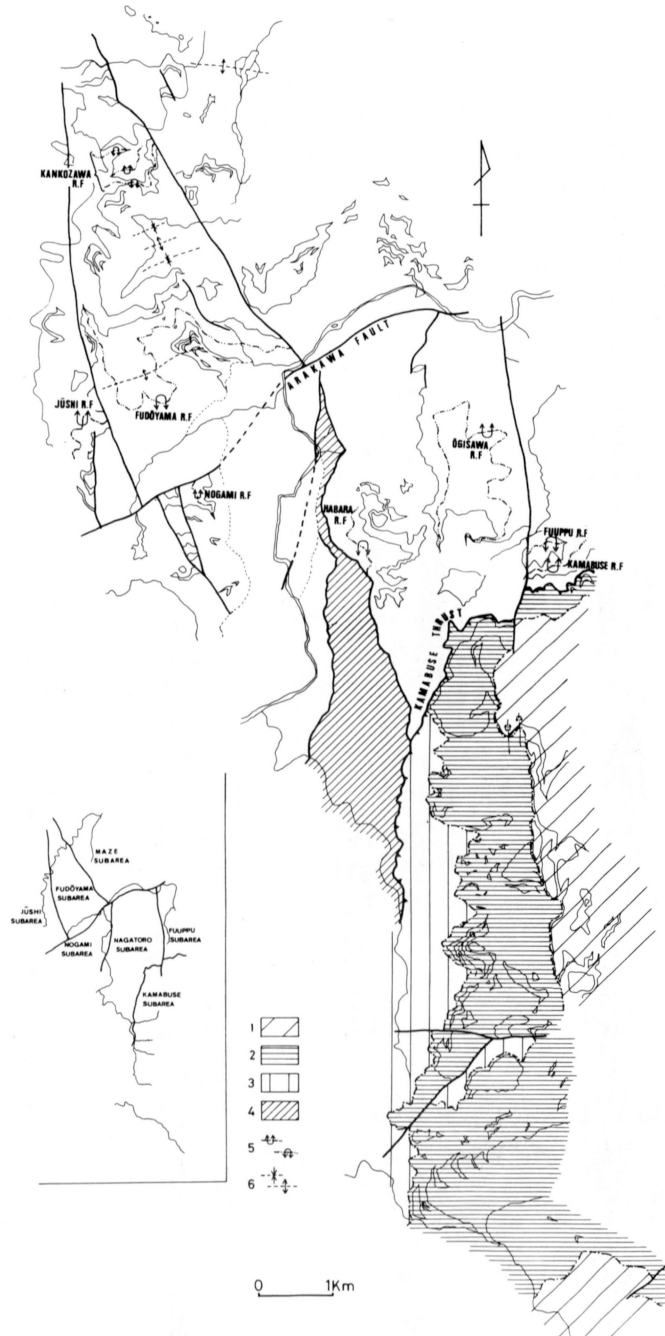 KANKOZAWA
R.F
ARAKAWA FAULT
JŪSHI R.F
FUDŌYAMA R.F
ŌGISAWA
R.F
NOGAMI R.F
HABARA
R.F
FUUPPU R.F
KAMABUSE R.F
KAMABUSE THRUST
MAZE
SUBAREA
FUDŌYAMA
SUBAREA
JŪSHI
SUBAREA
NOGAMI
SUBAREA
NAGATORO
SUBAREA
FUUPPU
SUBAREA
KAMABUSE
SUBAREA
1
2
3
4
5
6
0 1Km